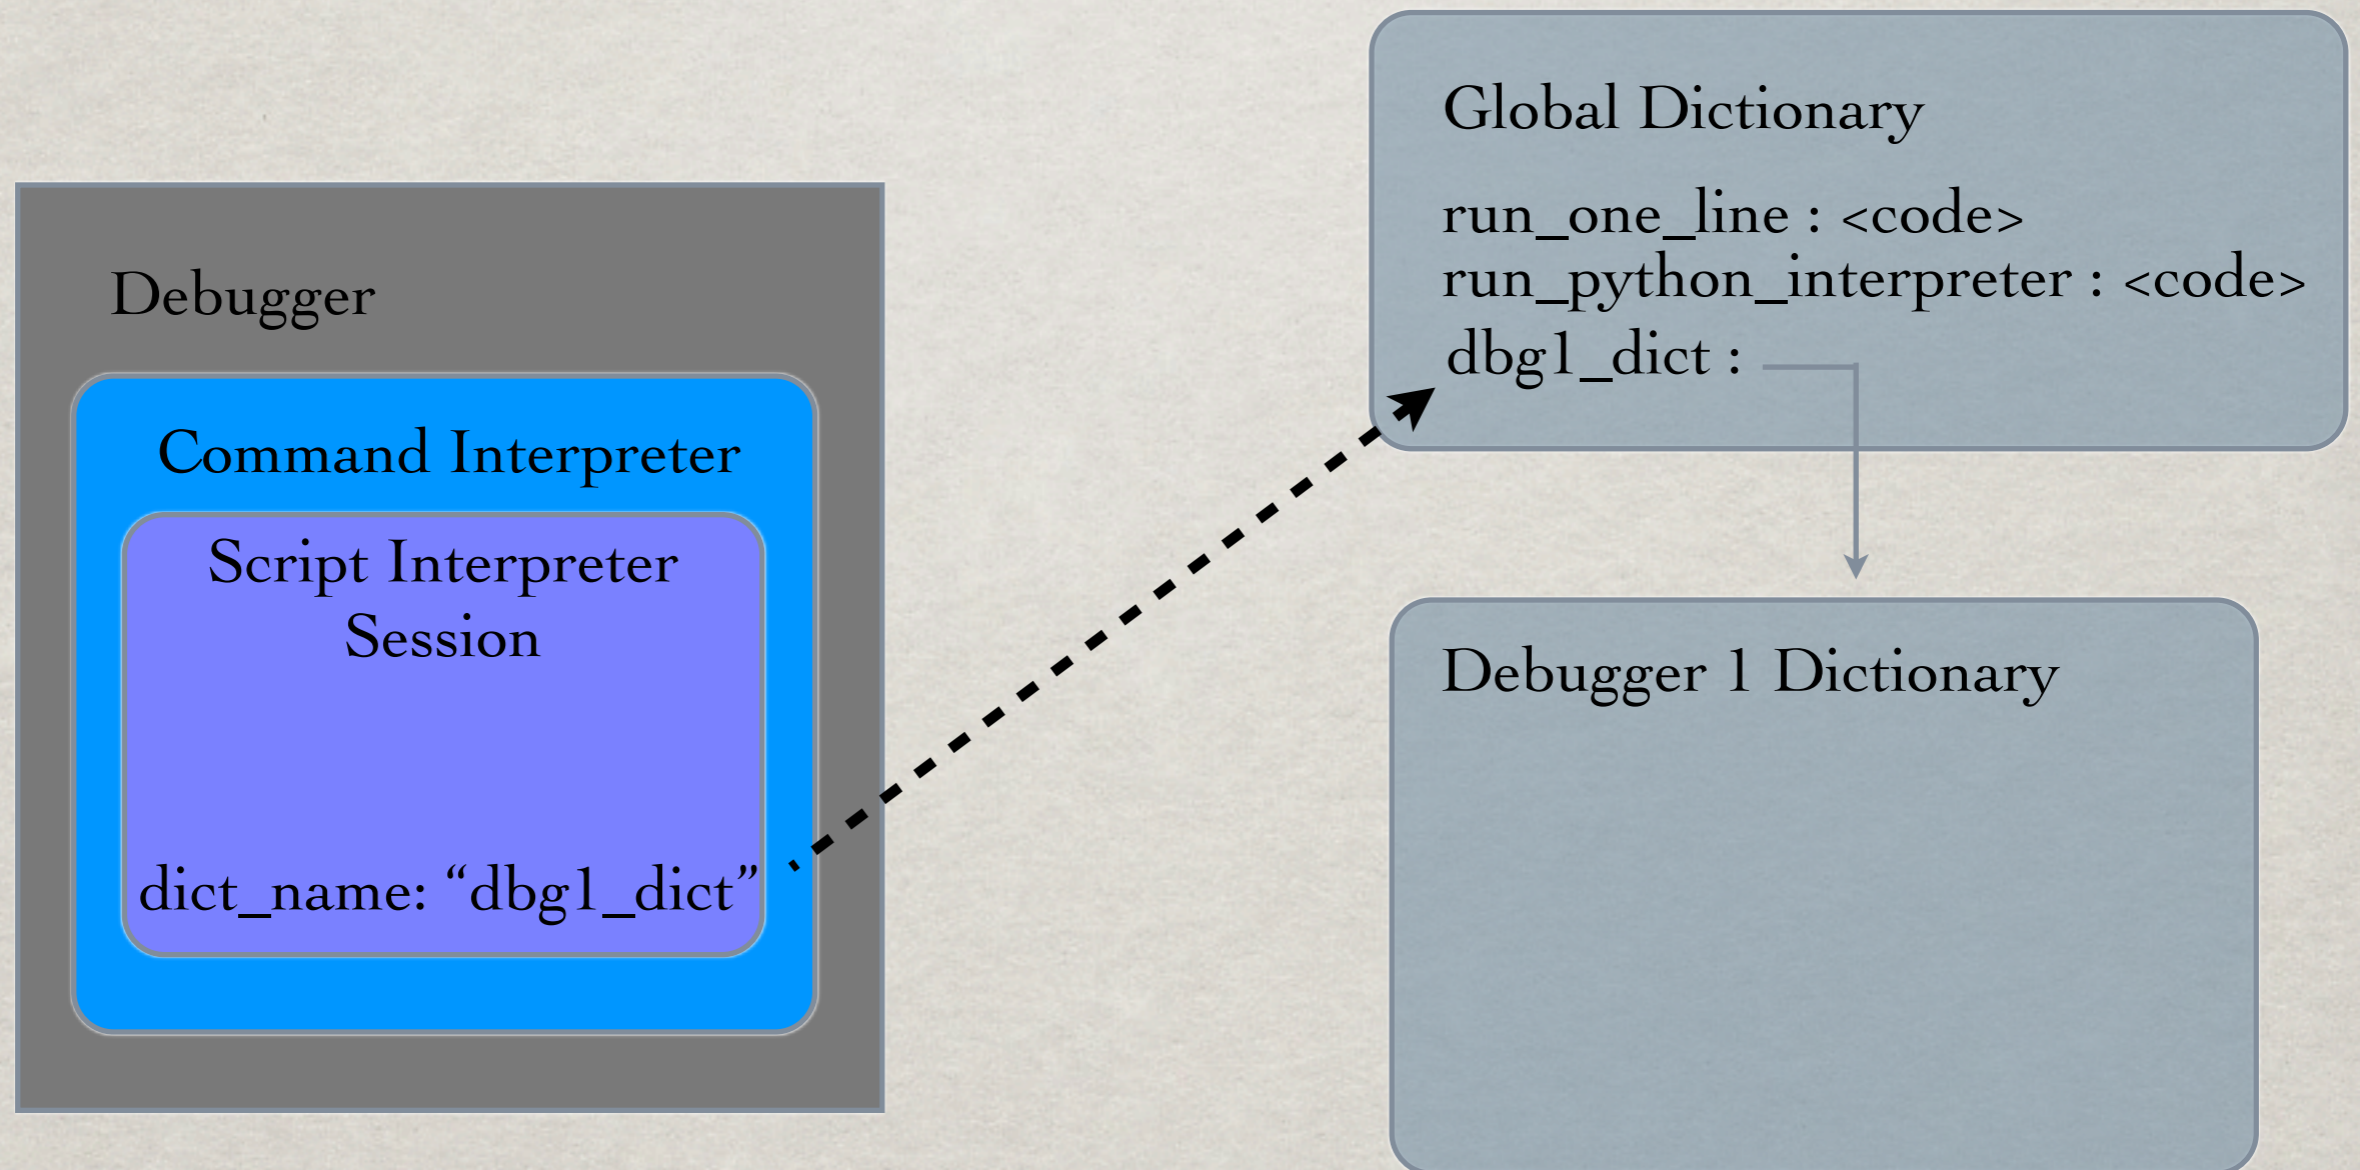 Debugger
Command Interpreter
Script Interpreter
Session
dict_name: “dbg1_dict”
Global Dictionary
run_one_line : <code>
run_python_interpreter : <code>
dbg1_dict :
Debugger 1 Dictionary